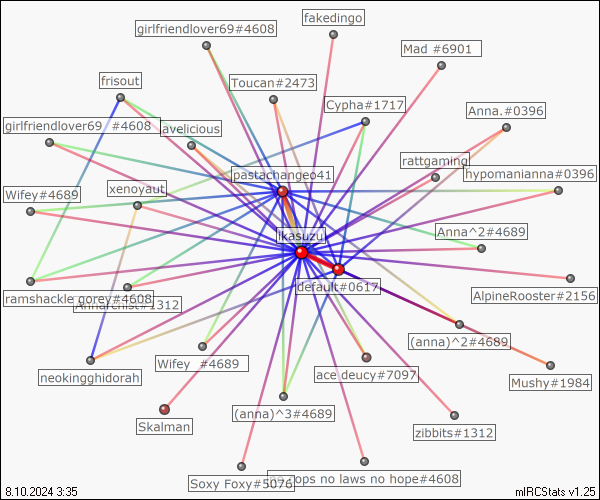 fakedingo
girlfriendlover69#4608
Mad #6901
frisout
Toucan#2473
Cypha#1717
Anna.#0396
girlfriendlover69 #4608
avelicious
rattgaming
pastachangeo41
hypomanianna#0396
Wifey#4689
xenoyaut
Anna^2#4689
ikasuzu
default#0617
AlpineRooster#2156
ramshackle gorey#4608
Annarchist#1312
(anna)^2#4689
Wifey #4689
ace deucy#7097
neokingghidorah
Mushy#1984
(anna)^3#4689
Skalman
zibbits#1312
cops no laws no hope#4608
Soxy Foxy#5076
8.10.2024 3:35
mIRCStats v1.25